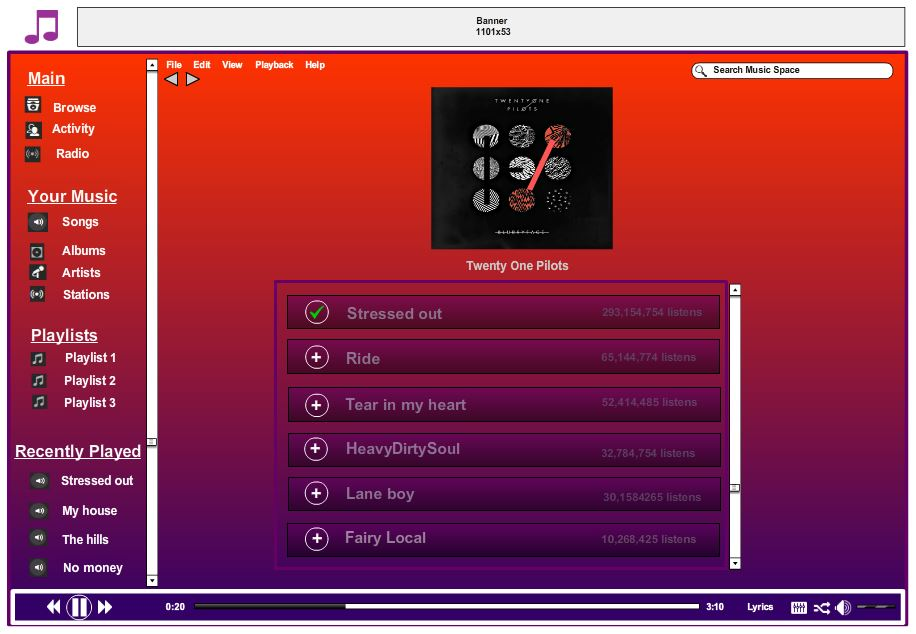 Banner
1101x53
File Edit View Playback Help
Search Music Space
Main
Browse
Activity
Radio
Your Music
Songs
Albums
Artists
Stations
Playlists
Playlist 1
Playlist 2
Playlist 3
Recently Played
Stressed out
My house
The hills
No money
TWENTY ONE
PILOTS
BLURRYFACE
Twenty One Pilots
Stressed out 293,154,754 listens
Ride 65,144,774 listens
Tear in my heart 52,414,485 listens
HeavyDirtySoul 32,784,754 listens
Lane boy 30,1584265 listens
Fairy Local 10,268,425 listens
0:20 3:10 Lyrics